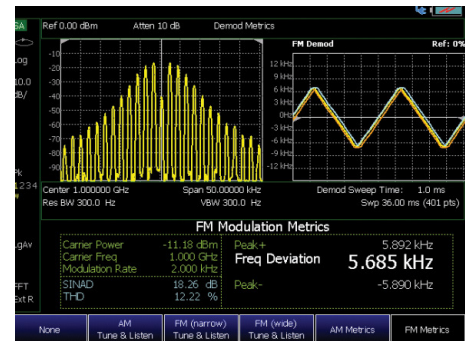 SA Ref 0.00 dBm Atten 10 dB Demod Metrics
FM Demod Ref: 0%
-10
-20
-30
-40
-50
-60
-70
-80
-90
12 kHz
9 kHz
6 kHz
3 kHz
0Hz
-3 kHz
-6 kHz
-9 kHz
-12 kHz
Log
10.0
dB/
Pk
1 2 3 4
LgAv
FFT
Ext R
Center 1.000000 GHz Span 50.00000 kHz Demod Sweep Time: 1.0 ms
Res BW 300.0 Hz VBW 300.0 Hz Swp 36.00 ms (401 pts)
FM Modulation Metrics
Carrier Power -11.18 dBm Peak+ 5.892 kHz
Carrier Freq 1.000 GHz Freq Deviation 5.685 kHz
Modulation Rate 2.000 kHz
SINAD 18.26 dB Peak- -5.890 kHz
THD 12.22 %
None
AM
Tune & Listen
FM (narrow)
Tune & Listen
FM (wide)
Tune & Listen
AM Metrics
FM Metrics